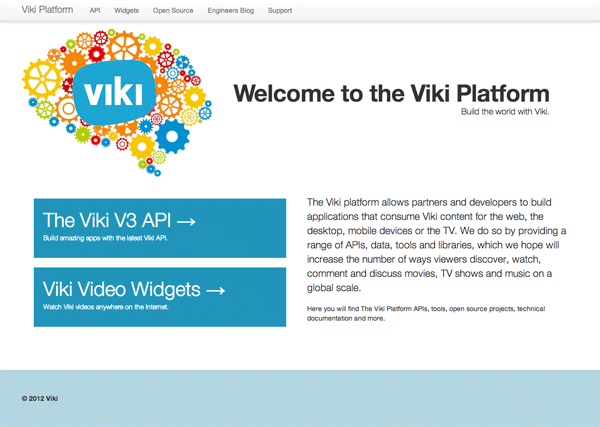 Viki Platform API Widgets Open Source Engineers Blog Support
viki
Welcome to the Viki Platform
Build the world with Viki.
The Viki V3 API →
Build amazing apps with the latest Viki API.
Viki Video Widgets →
Watch Viki videos anywhere on the Internet.
The Viki platform allows partners and developers to build
applications that consume Viki content for the web, the
desktop, mobile devices or the TV. We do so by providing a
range of APIs, data, tools and libraries, which we hope will
increase the number of ways viewers discover, watch,
comment and discuss movies, TV shows and music on a
global scale.
Here you will find The Viki Platform APIs, tools, open source projects, technical
documentation and more.
© 2012 Viki